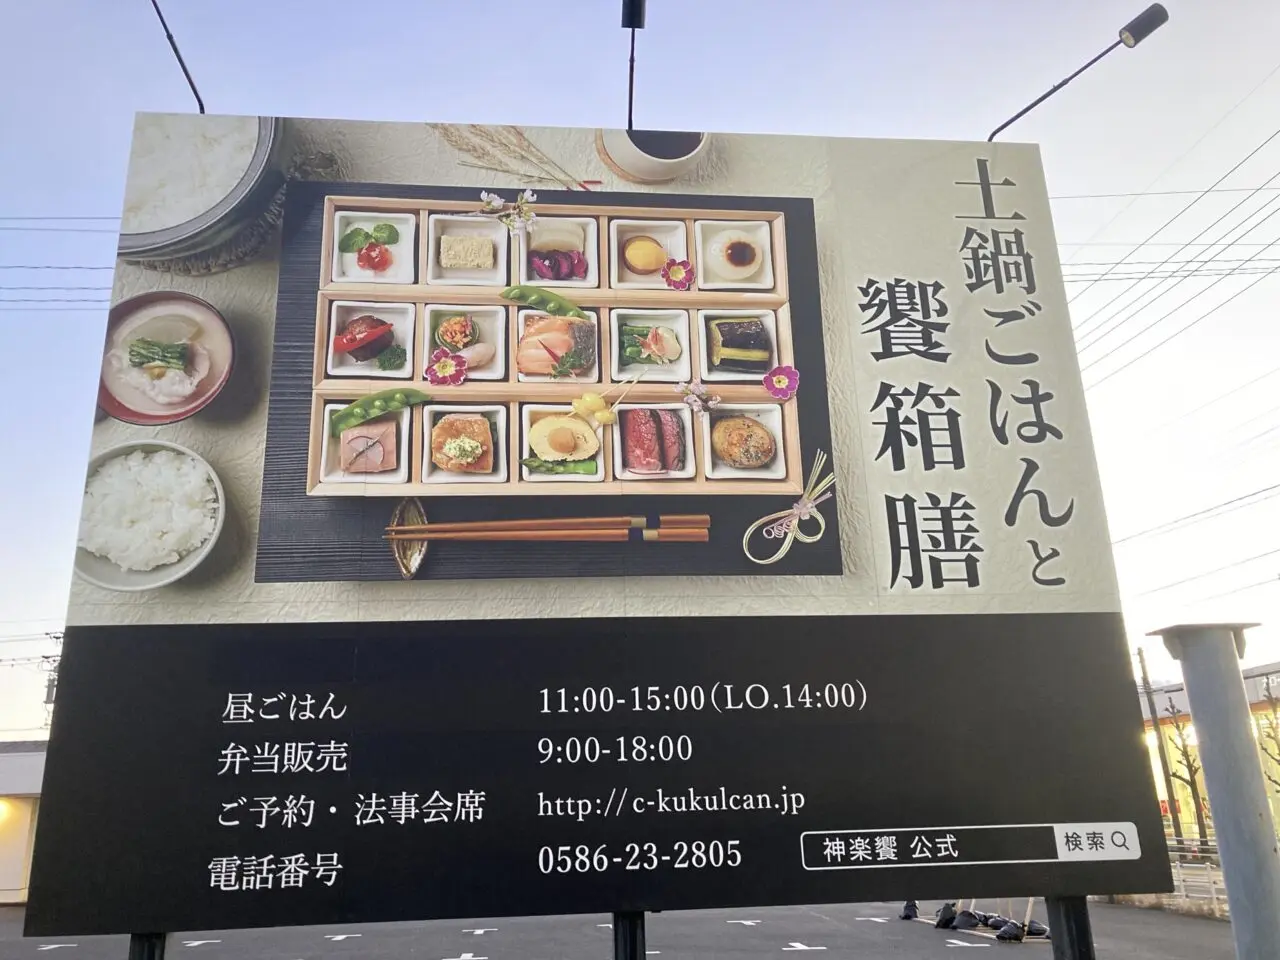 土鍋ごはんと
饗箱膳
昼ごはん 11:00-15:00(LO.14:00)
弁当販売 9:00-18:00
ご予約・法事会席 http://c-kukulcan.jp
電話番号 0586-23-2805
神楽饗 公式 検索